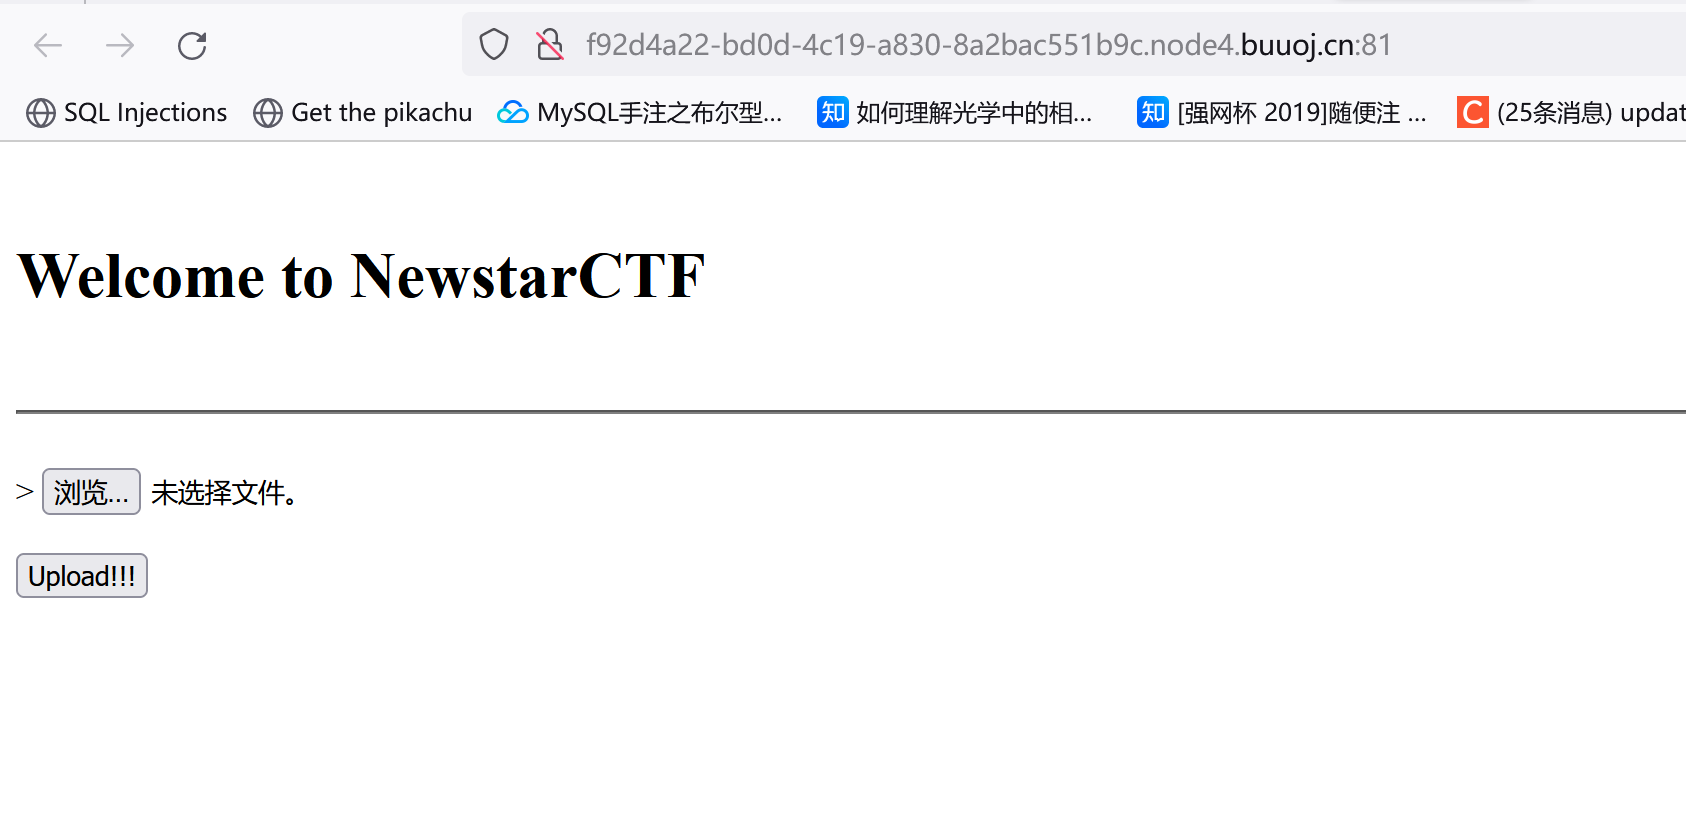 f92d4a22-bd0d-4c19-a830-8a2bac551b9c.node4.buuoj.cn:81
SQL Injections Get the pikachu MySQL手注之布尔型... 知 如何理解光学中的相... 知 [强网杯 2019]随便注 ... C (25条消息) updat
Welcome to NewstarCTF
> 浏览... 未选择文件。
Upload!!!